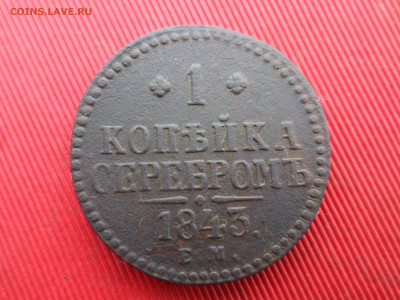 COINS.LAVE.RU
1
КОПѢЙКА
СЕРЕБРОМЪ
1843.
Е М.